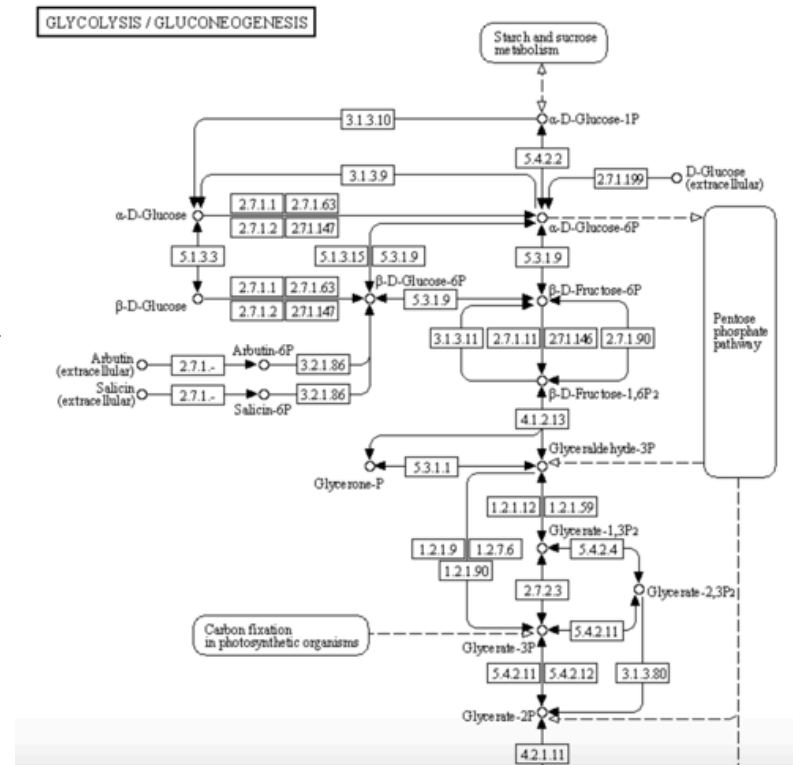 GLYCOLYSIS / GLUCONEOGENESIS
Starch and sucrose
metabolism
3.1.3.10
α-D-Glucose-1P
5.4.2.2
3.1.3.9
2.7.1.199
D-Glucose
(extracellular)
α-D-Glucose
2.7.1.1
2.7.1.63
2.7.1.2
2.7.1.147
α-D-Glucose-6P
5.1.3.3
5.1.3.15
5.3.1.9
5.3.1.9
β-D-Glucose
2.7.1.1
2.7.1.63
2.7.1.2
2.7.1.147
β-D-Glucose-6P
5.3.1.9
β-D-Fructose-6P
Pentose
phosphate
pathway
3.1.3.11
2.7.1.11
2.7.1.146
2.7.1.90
Arbutin
(extracellular)
2.7.1.-
Arbutin-6P
3.2.1.86
Salicin
(extracellular)
2.7.1.-
Salicin-6P
3.2.1.86
β-D-Fructose-1,6P2
4.1.2.13
Glycerone-P
5.3.1.1
Glyceraldehyde-3P
1.2.1.12
1.2.1.59
Glycerate-1,3P2
1.2.1.9
1.2.7.6
1.2.1.90
5.4.2.4
2.7.2.3
Glycerate-2,3P2
Carbon fixation
in photosynthetic organisms
5.4.2.11
Glycerate-3P
5.4.2.11
5.4.2.12
3.1.3.80
Glycerate-2P
4.2.1.11